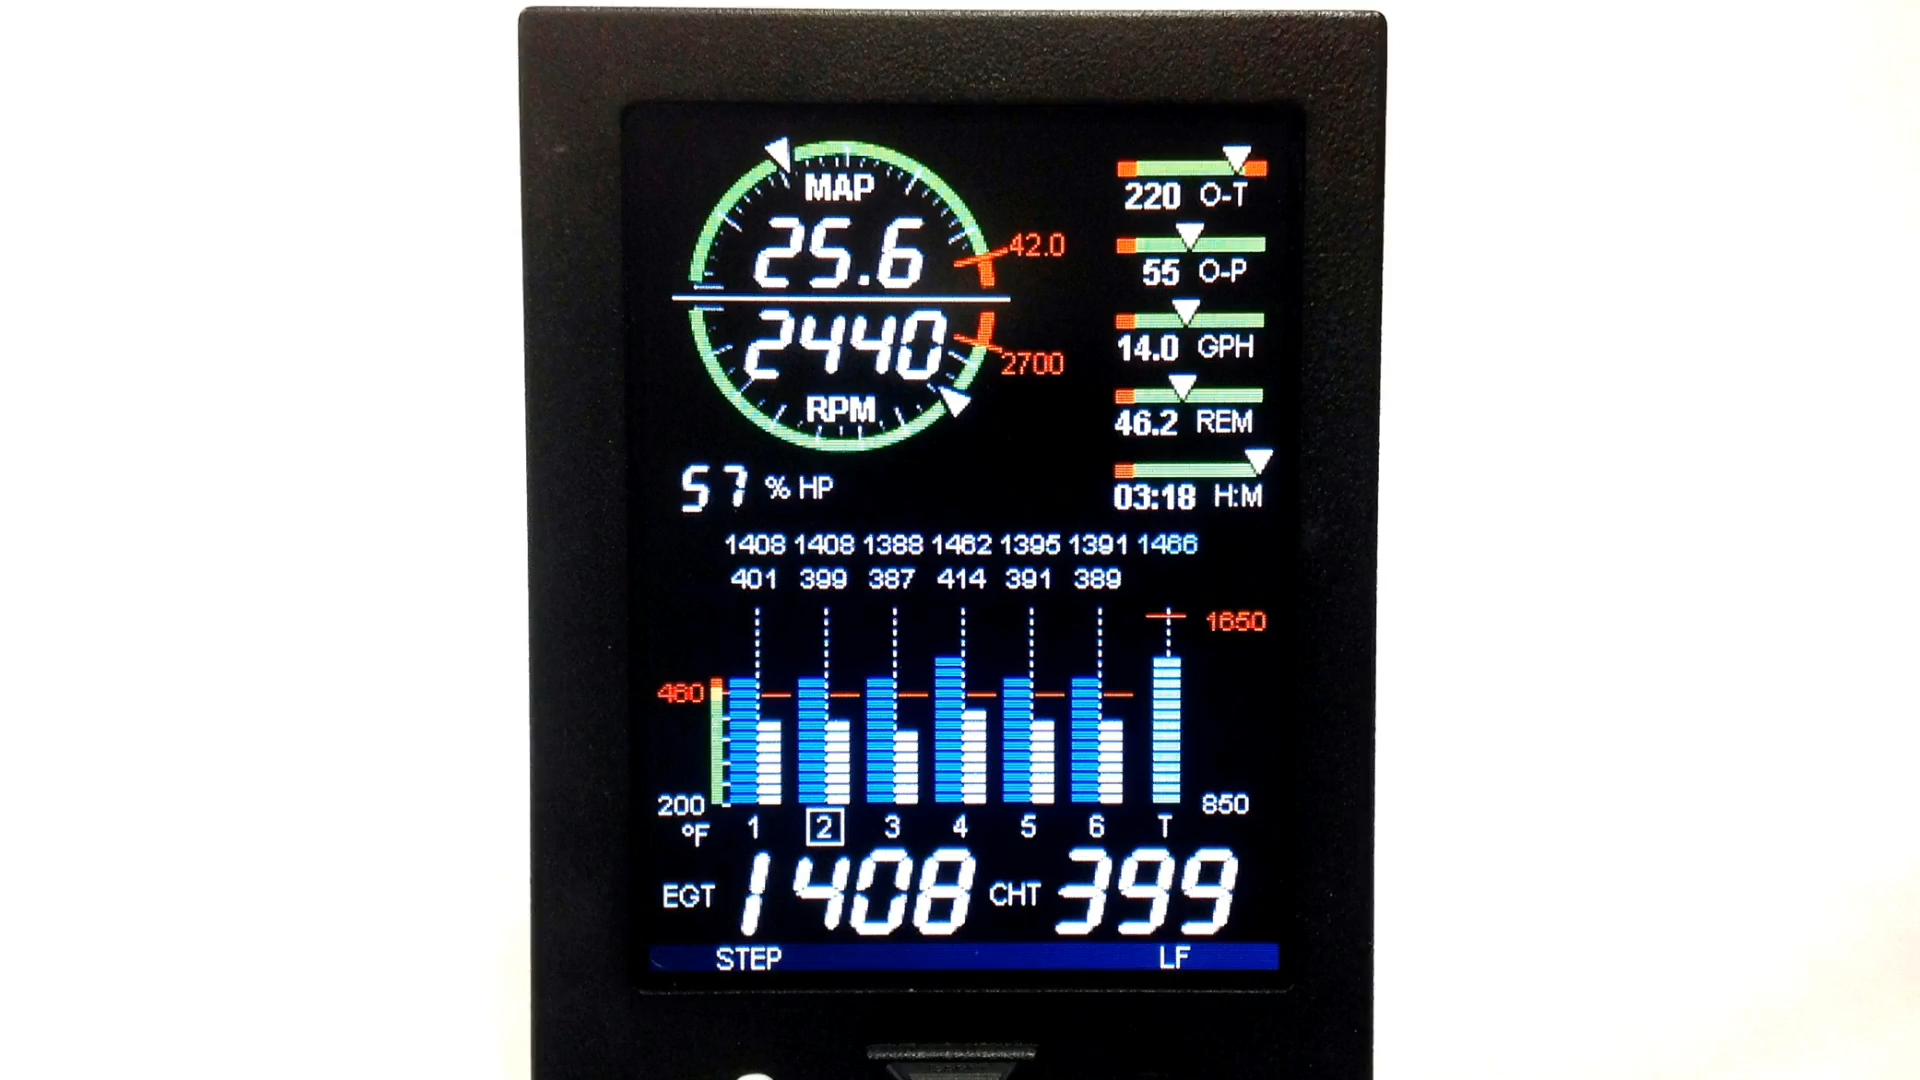 MAP
25.6
42.0
2440
2700
RPM
57 % HP
220 O-T
55 O-P
14.0 GPH
46.2 REM
03:18 H:M
1408 1408 1388 1462 1395 1391 1466
401 399 387 414 391 389
1650
460
200
850
°F 1 2 3 4 5 6 T
EGT 1408 CHT 399
STEP LF